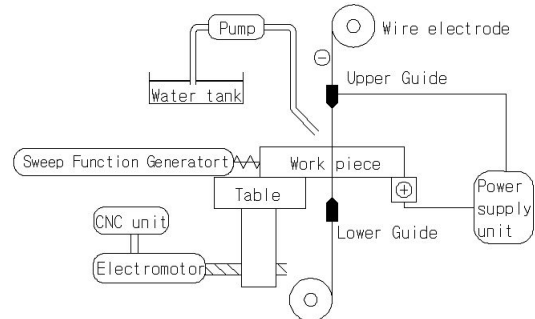 Pump
Wire electrode
⊖
Upper Guide
Water tank
Sweep Function Generatort
Work piece
⊕
Table
Power
supply
unit
CNC unit
Lower Guide
Electromotor